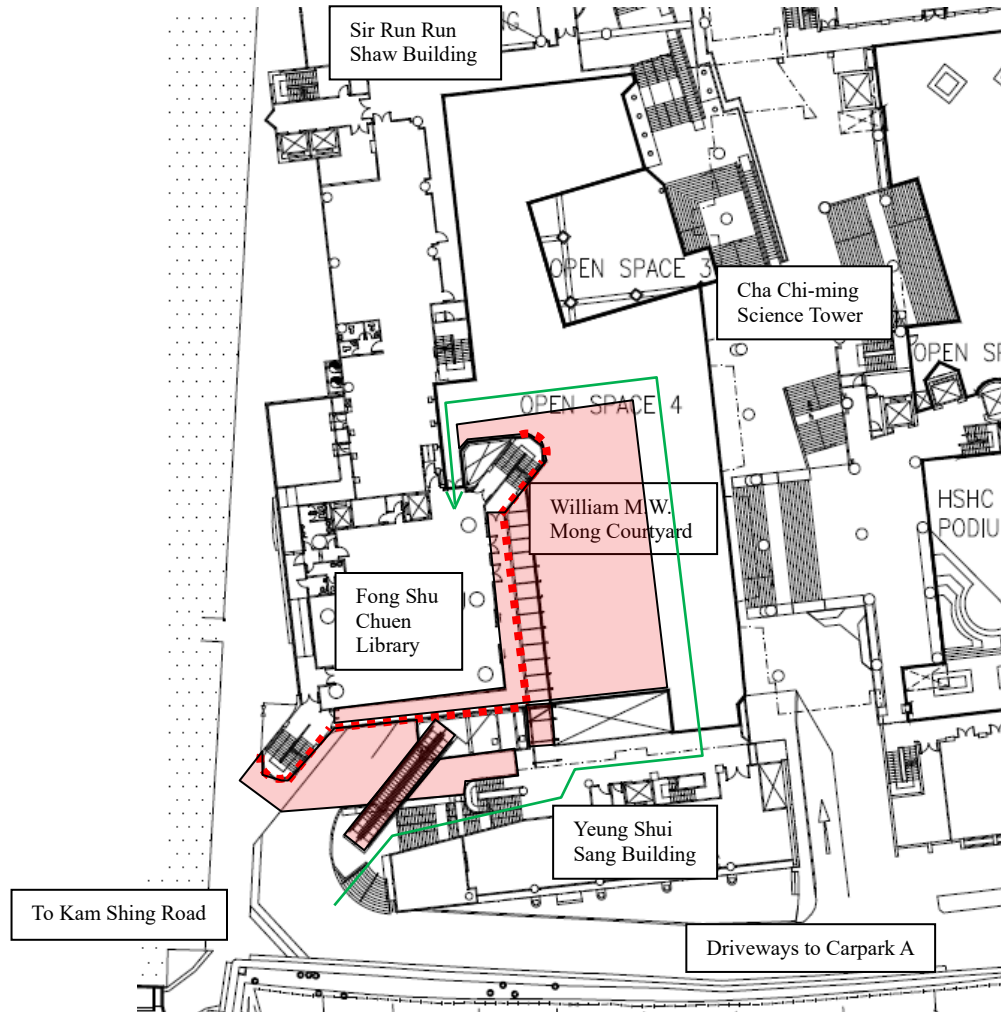 Sir Run Run
Shaw Building
OPEN SPACE 3
Cha Chi-ming
Science Tower
OPEN
OPEN SPACE 4
William M.W.
Mong Courtyard
HSHC
PODIU
Fong Shu
Chuen
Library
Yeung Shui
Sang Building
To Kam Shing Road
Driveways to Carpark A